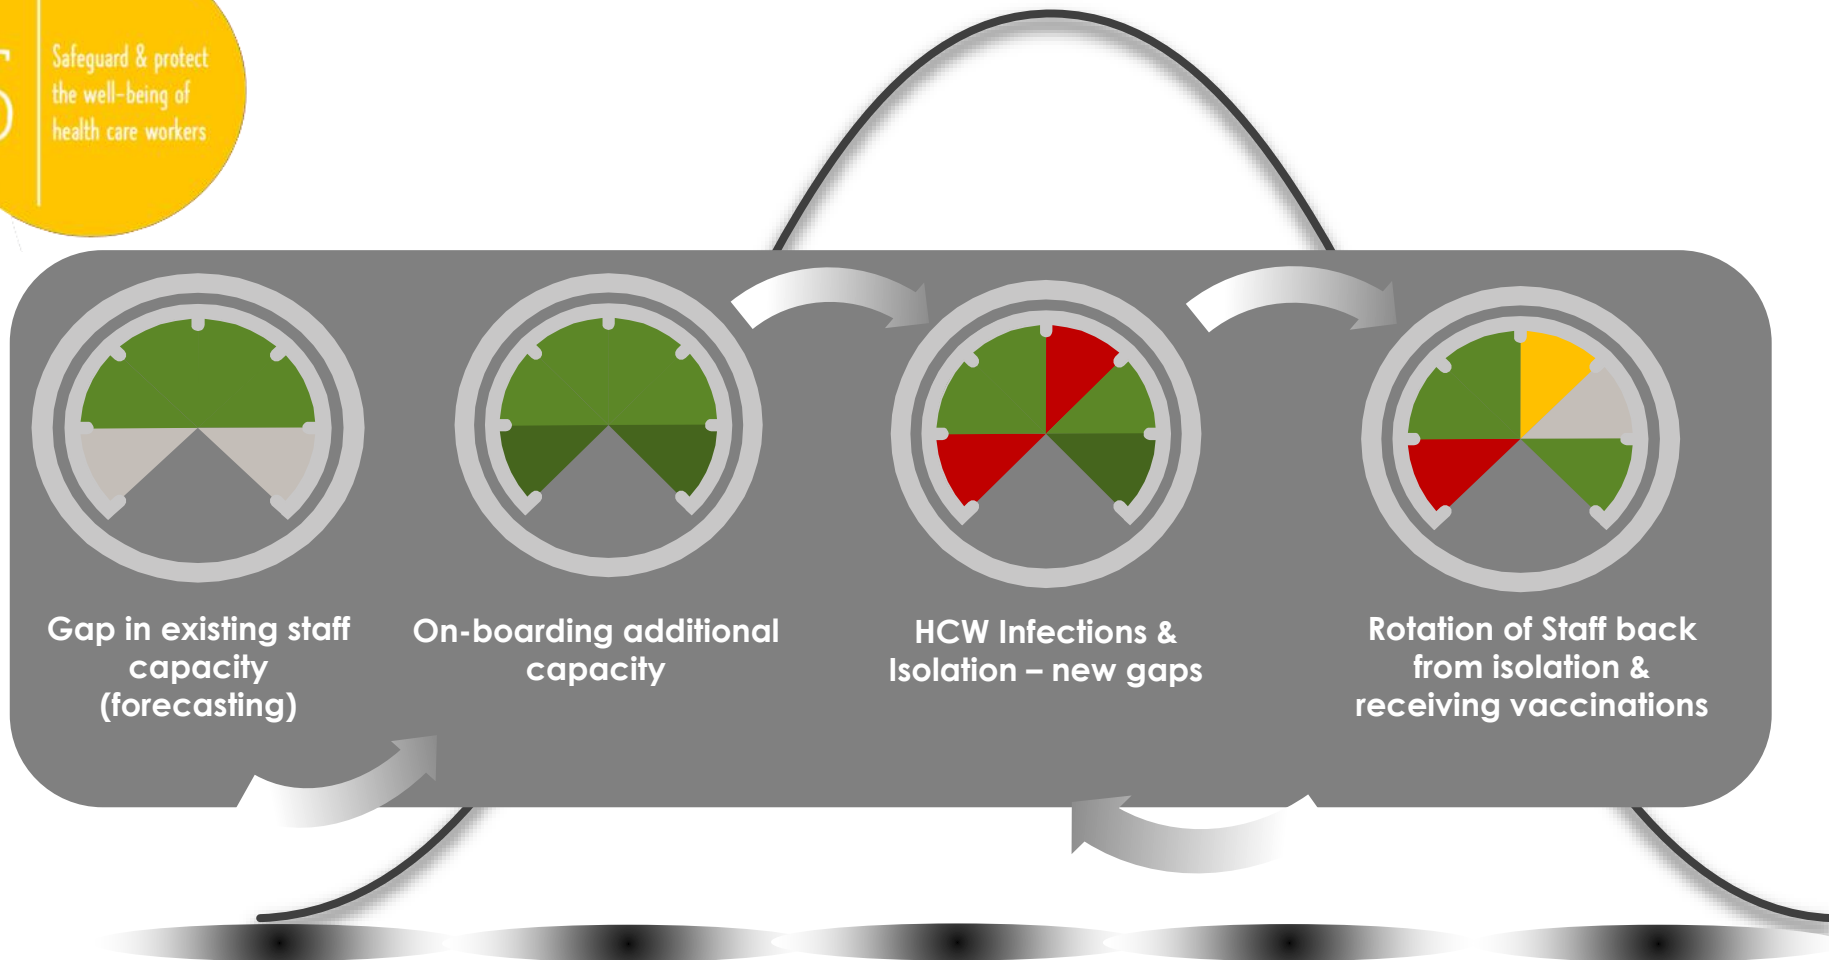 Safeguard & protect
the well-being of
health care workers
Gap in existing staff
capacity
(forecasting)
On-boarding additional
capacity
HCW Infections &
Isolation – new gaps
Rotation of Staff back
from isolation &
receiving vaccinations